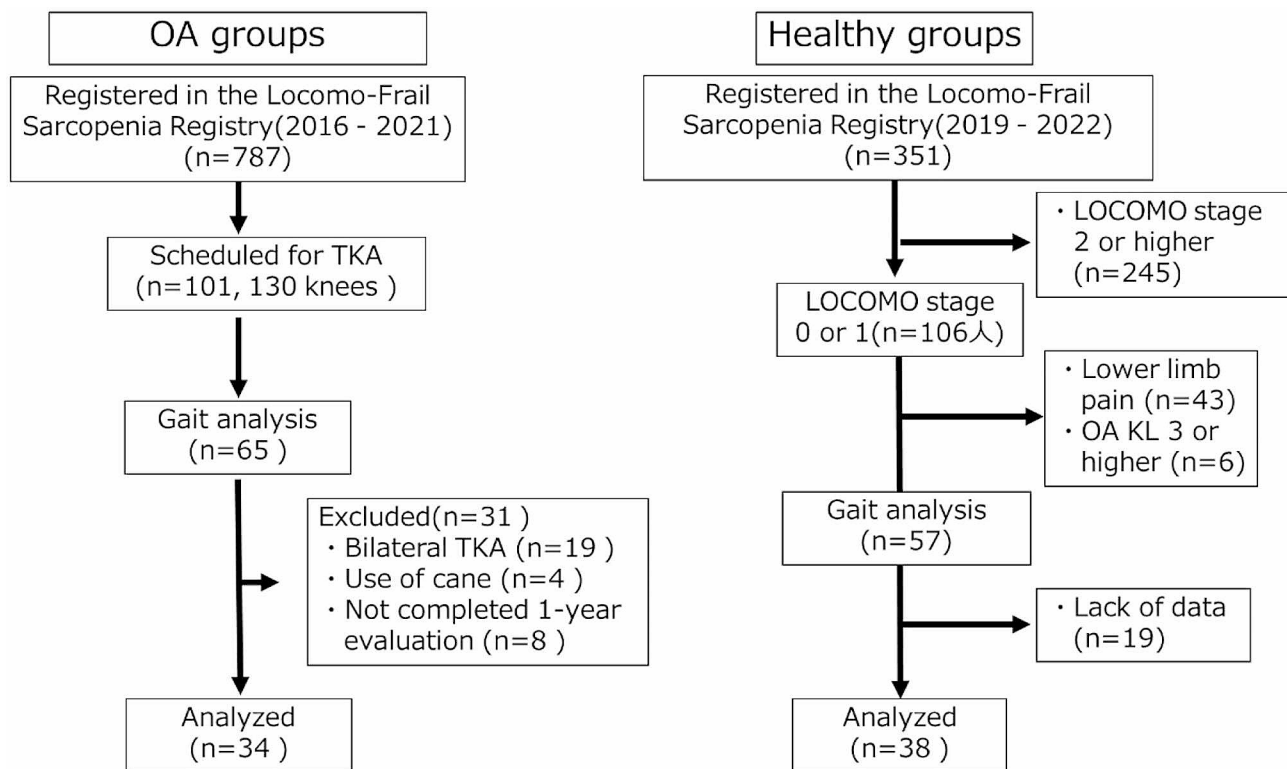 OA groups
Registered in the Locomo-Frail
Sarcopenia Registry(2016 - 2021)
(n=787)
Scheduled for TKA
(n=101, 130 knees )
Gait analysis
(n=65 )
Excluded(n=31 )
・Bilateral TKA (n=19 )
・Use of cane (n=4 )
・Not completed 1-year
evaluation (n=8 )
Analyzed
(n=34 )
Healthy groups
Registered in the Locomo-Frail
Sarcopenia Registry(2019 - 2022)
(n=351)
・LOCOMO stage
2 or higher
(n=245)
LOCOMO stage
0 or 1(n=106人)
・Lower limb
pain (n=43)
・OA KL 3 or
higher (n=6)
Gait analysis
(n=57)
・Lack of data
(n=19)
Analyzed
(n=38 )